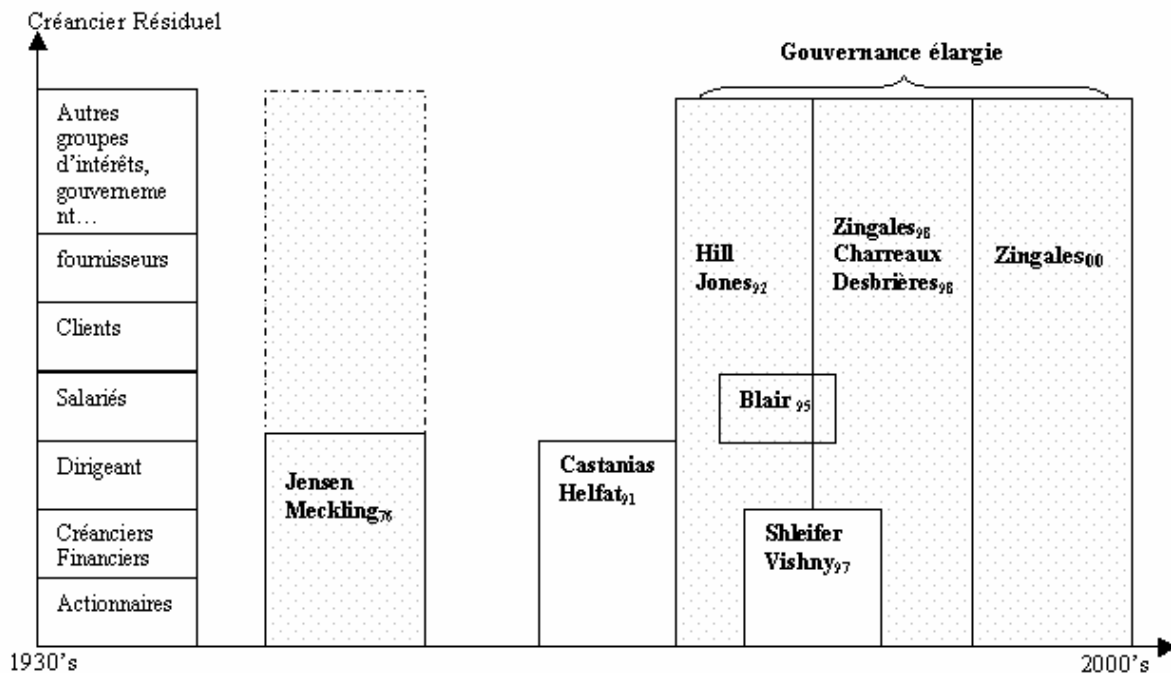 Créancier Résiduel
Gouvernance élargie
Autres
groupes
d'intérêts,
gouverneme
nt…
fournisseurs
Clients
Salariés
Dirigeant
Créanciers
Financiers
Actionnaires
Jensen
Meckling76
Castanias
Helfat91
Hill
Jones92
Blair 95
Shleifer
Vishny97
Zingales98
Charreaux
Desbrières98
Zingales00
1930's
2000's